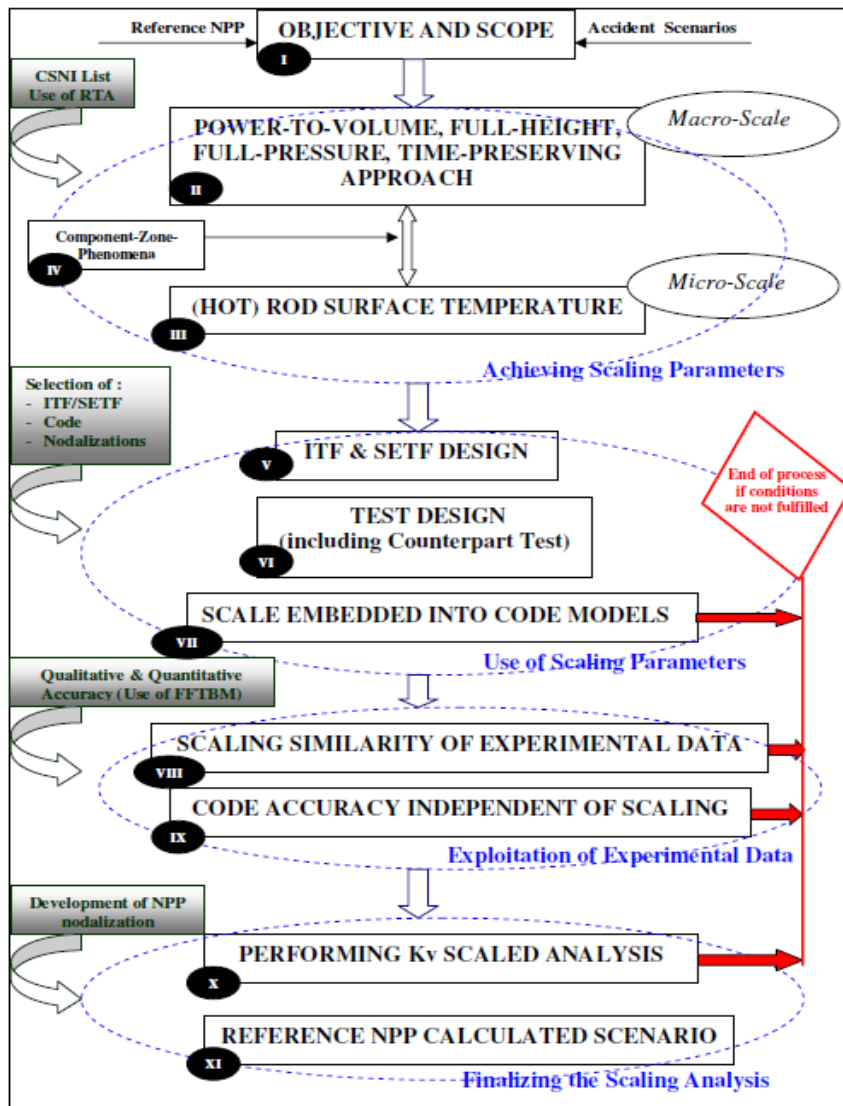 Reference NPP
OBJECTIVE AND SCOPE
Accident Scenarios
I
CSNI List
Use of RTA
POWER-TO-VOLUME, FULL-HEIGHT,
FULL-PRESSURE, TIME-PRESERVING
APPROACH
II
Macro-Scale
Component-Zone-
Phenomena
IV
(HOT) ROD SURFACE TEMPERATURE
III
Micro-Scale
Achieving Scaling Parameters
Selection of :
- ITF/SETF
- Code
- Nodalizations
ITF & SETF DESIGN
V
End of process
if conditions
are not fulfilled
TEST DESIGN
(including Counterpart Test)
VI
SCALE EMBEDDED INTO CODE MODELS
VII
Use of Scaling Parameters
Qualitative & Quantitative
Accuracy (Use of FFTBM)
SCALING SIMILARITY OF EXPERIMENTAL DATA
VIII
CODE ACCURACY INDEPENDENT OF SCALING
IX
Exploitation of Experimental Data
Development of NPP
nodalization
PERFORMING Kv SCALED ANALYSIS
X
REFERENCE NPP CALCULATED SCENARIO
XI
Finalizing the Scaling Analysis